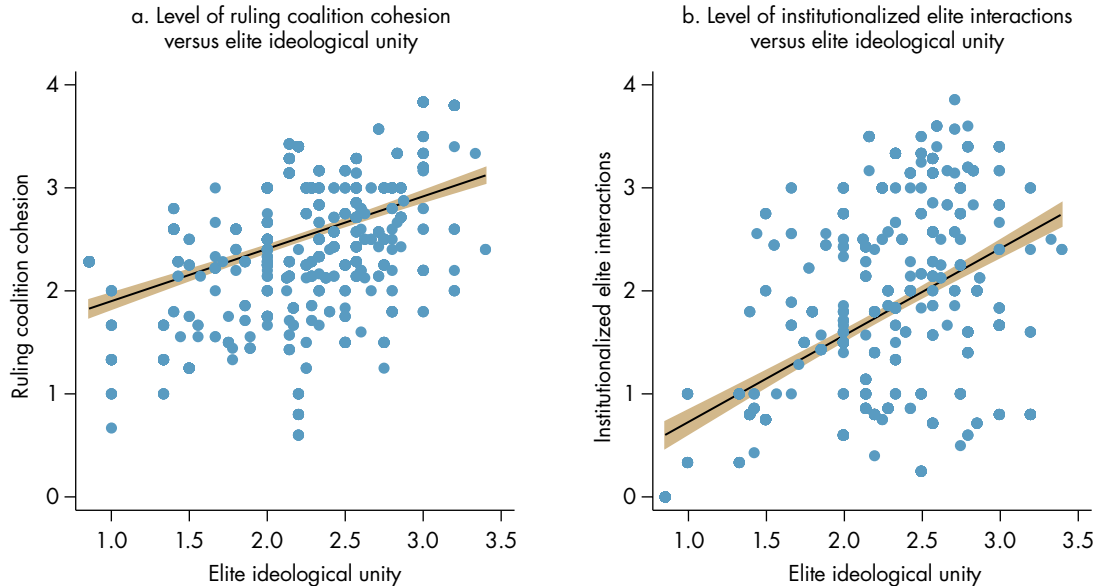 a. Level of ruling coalition cohesion
versus elite ideological unity
Ruling coalition cohesion
4
3
2
1
0
1.0 1.5 2.0 2.5 3.0 3.5
Elite ideological unity
b. Level of institutionalized elite interactions
versus elite ideological unity
Institutionalized elite interactions
4
3
2
1
0
1.0 1.5 2.0 2.5 3.0 3.5
Elite ideological unity